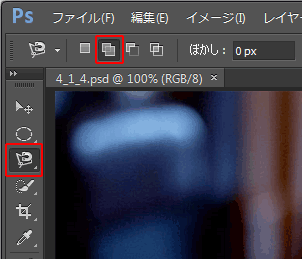 Ps ファイル(F) 編集(E) イメージ(I) レイヤー
ぼかし： 0 px
4_1_4.psd @ 100% (RGB/8) ×